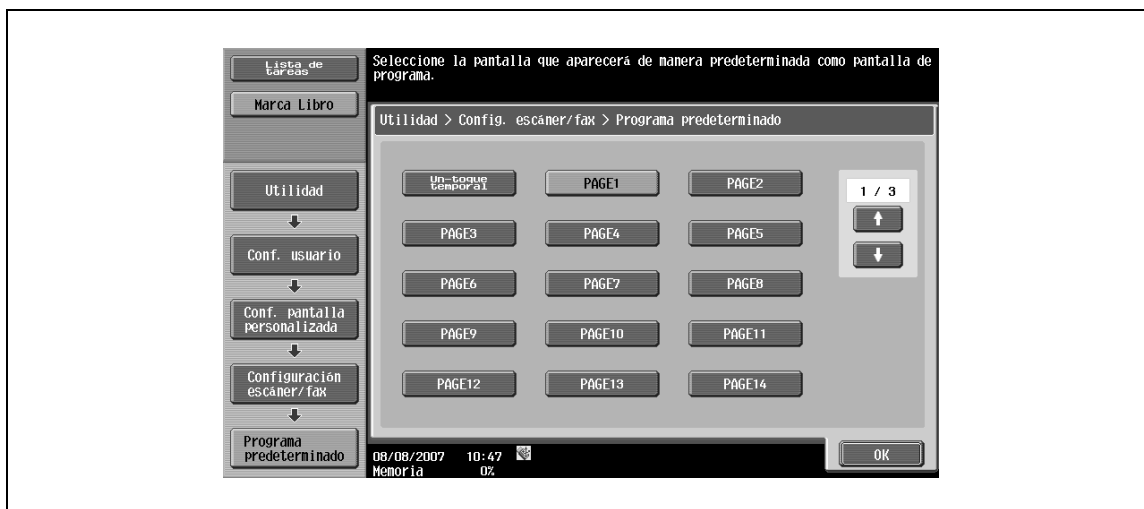 Lista de
tareas
Marca Libro
Seleccione la pantalla que aparecerá de manera predeterminada como pantalla de
programa.
Utilidad > Config. escáner/fax > Programa predeterminado
Utilidad
Conf. usuario
Conf. pantalla
personalizada
Configuración
escáner/fax
Programa
predeterminado
Un-toque
temporal
PAGE1
PAGE2
PAGE3
PAGE4
PAGE5
PAGE6
PAGE7
PAGE8
PAGE9
PAGE10
PAGE11
PAGE12
PAGE13
PAGE14
1 / 3
08/08/2007 10:47
Memoria 0%
OK